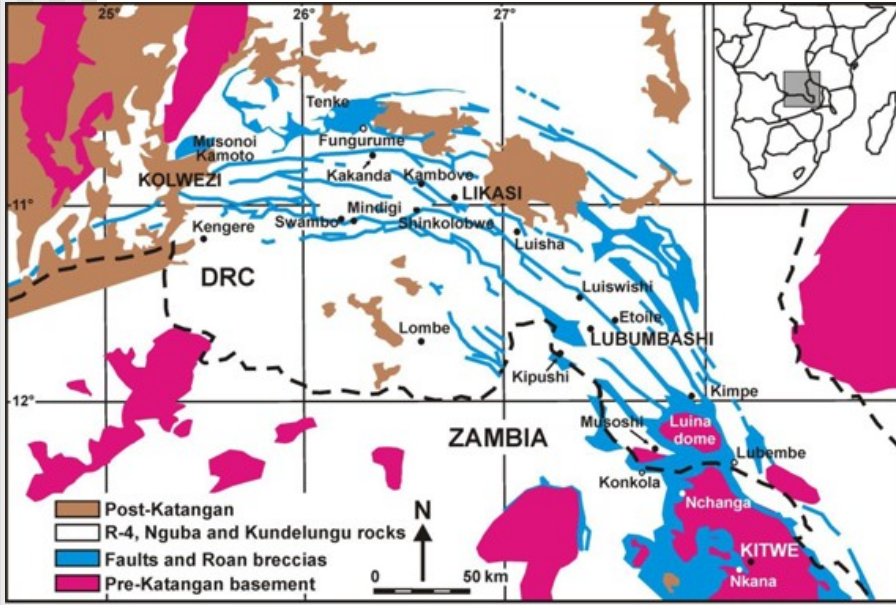 25°
26°
27°
Tenke
Musonoi
Kamoto
Fungurume
Kakanda
Kambove
KOLWEZI
LIKASI
11°
Mindigi
Swambo
Shinkolobwe
Kengere
Luisha
DRC
Luiswishi
Etoile
Lombe
LUBUMBASHI
Kipushi
12°
Kimpe
ZAMBIA
Musoshi
Luina
dome
Lubembe
Konkola
Nchanga
Post-Katangan
R-4, Nguba and Kundelungu rocks
Faults and Roan breccias
Pre-Katangan basement
N
0 50 km
KITWE
Nkana